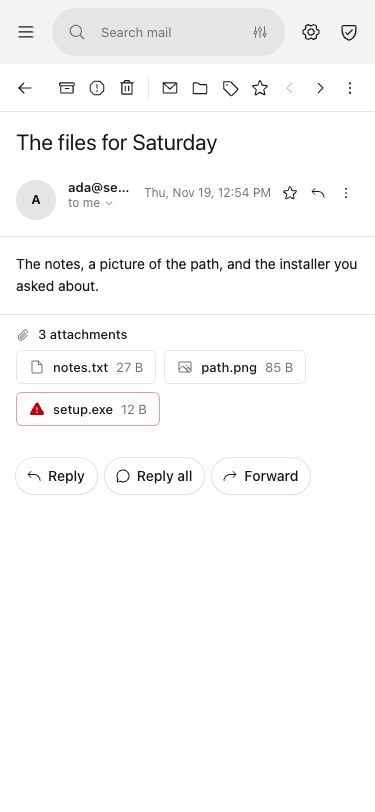 Search mail
The files for Saturday
A
ada@se...
Thu, Nov 19, 12:54 PM
to me
The notes, a picture of the path, and the installer you
asked about.
3 attachments
notes.txt 27 B
path.png 85 B
setup.exe 12 B
Reply
Reply all
Forward